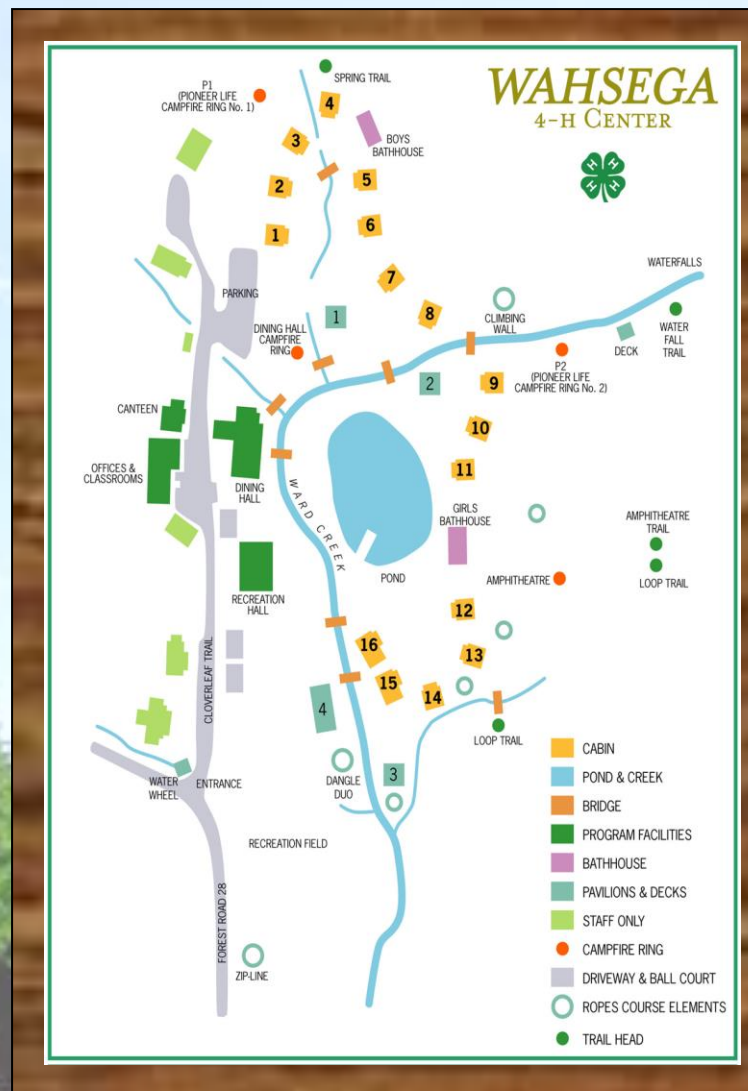 WAHSEGA
4-H CENTER
H H
H H
SPRING TRAIL
P1
(PIONEER LIFE
CAMPFIRE RING No. 1)
4
BOYS
BATHHOUSE
3
2
5
1
6
7
WATERFALLS
PARKING
8
1
CLIMBING
WALL
DINING HALL
CAMPFIRE
RING
DECK
WATER
FALL
TRAIL
P2
(PIONEER LIFE
CAMPFIRE RING No. 2)
2
9
CANTEEN
10
OFFICES &
CLASSROOMS
DINING
HALL
11
WARD CREEK
GIRLS
BATHHOUSE
AMPHITHEATRE
TRAIL
LOOP TRAIL
POND
AMPHITHEATRE
RECREATION
HALL
12
16
13
CLOVERLEAF TRAIL
15
14
4
LOOP TRAIL
WATER
WHEEL
ENTRANCE
DANGLE
DUO
3
RECREATION FIELD
FOREST ROAD 28
ZIP-LINE
CABIN
POND & CREEK
BRIDGE
PROGRAM FACILITIES
BATHHOUSE
PAVILIONS & DECKS
STAFF ONLY
CAMPFIRE RING
DRIVEWAY & BALL COURT
ROPES COURSE ELEMENTS
TRAIL HEAD